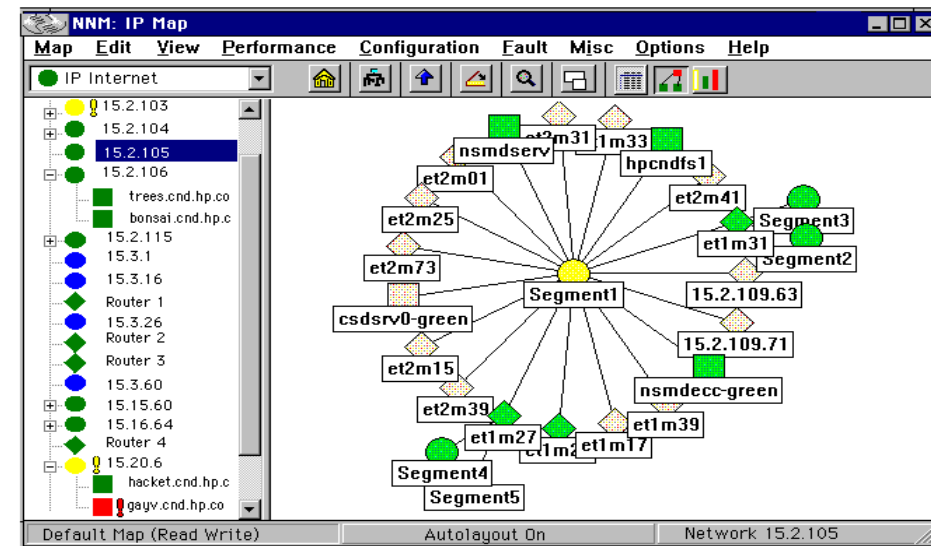 NNM: IP Map
Map Edit View Performance Configuration Fault Misc Options Help
IP Internet
15.2.103
15.2.104
15.2.105
15.2.106
trees.cnd.hp.co
bonsai.cnd.hp.c
15.2.115
15.3.1
15.3.16
Router 1
15.3.26
Router 2
Router 3
15.3.60
15.15.60
15.16.64
Router 4
15.20.6
hacket.cnd.hp.c
gayv.cnd.hp.co
et2m31
1m33
nsmdserv
hpcndfs1
et2m01
et2m41
et2m25
Segment3
et1m31
Segment2
et2m73
Segment1
15.2.109.63
csdsrv0-green
15.2.109.71
et2m15
nsmdecc-green
et2m39
et1m39
et1m27
et1m17
Segment4
Segment5
Default Map (Read Write)
Autolayout On
Network 15.2.105